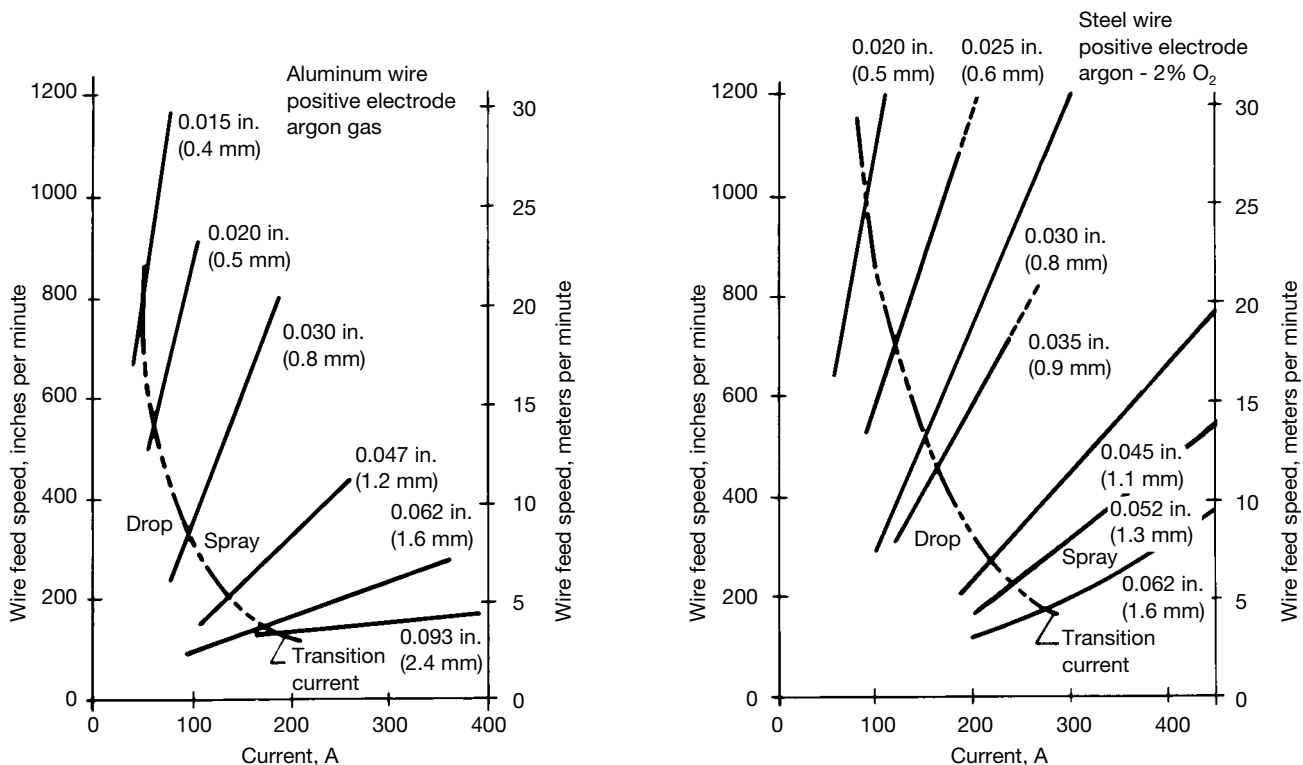 Aluminum wire
positive electrode
argon gas
Wire feed speed, inches per minute
1200
1000
800
600
400
200
0
0.015 in.
(0.4 mm)
0.020 in.
(0.5 mm)
0.030 in.
(0.8 mm)
0.047 in.
(1.2 mm)
0.062 in.
(1.6 mm)
0.093 in.
(2.4 mm)
Drop
Spray
Transition
current
30
25
20
15
10
5
0
Wire feed speed, meters per minute
0 100 200 300 400
Current, A
Steel wire
positive electrode
argon - 2% O₂
Wire feed speed, inches per minute
1200
1000
800
600
400
200
0
0.020 in.
(0.5 mm)
0.025 in.
(0.6 mm)
0.030 in.
(0.8 mm)
0.035 in.
(0.9 mm)
0.045 in.
(1.1 mm)
0.052 in.
(1.3 mm)
0.062 in.
(1.6 mm)
Drop
Spray
Transition
current
30
25
20
15
10
5
0
Wire feed speed, meters per minute
0 100 200 300 400
Current, A